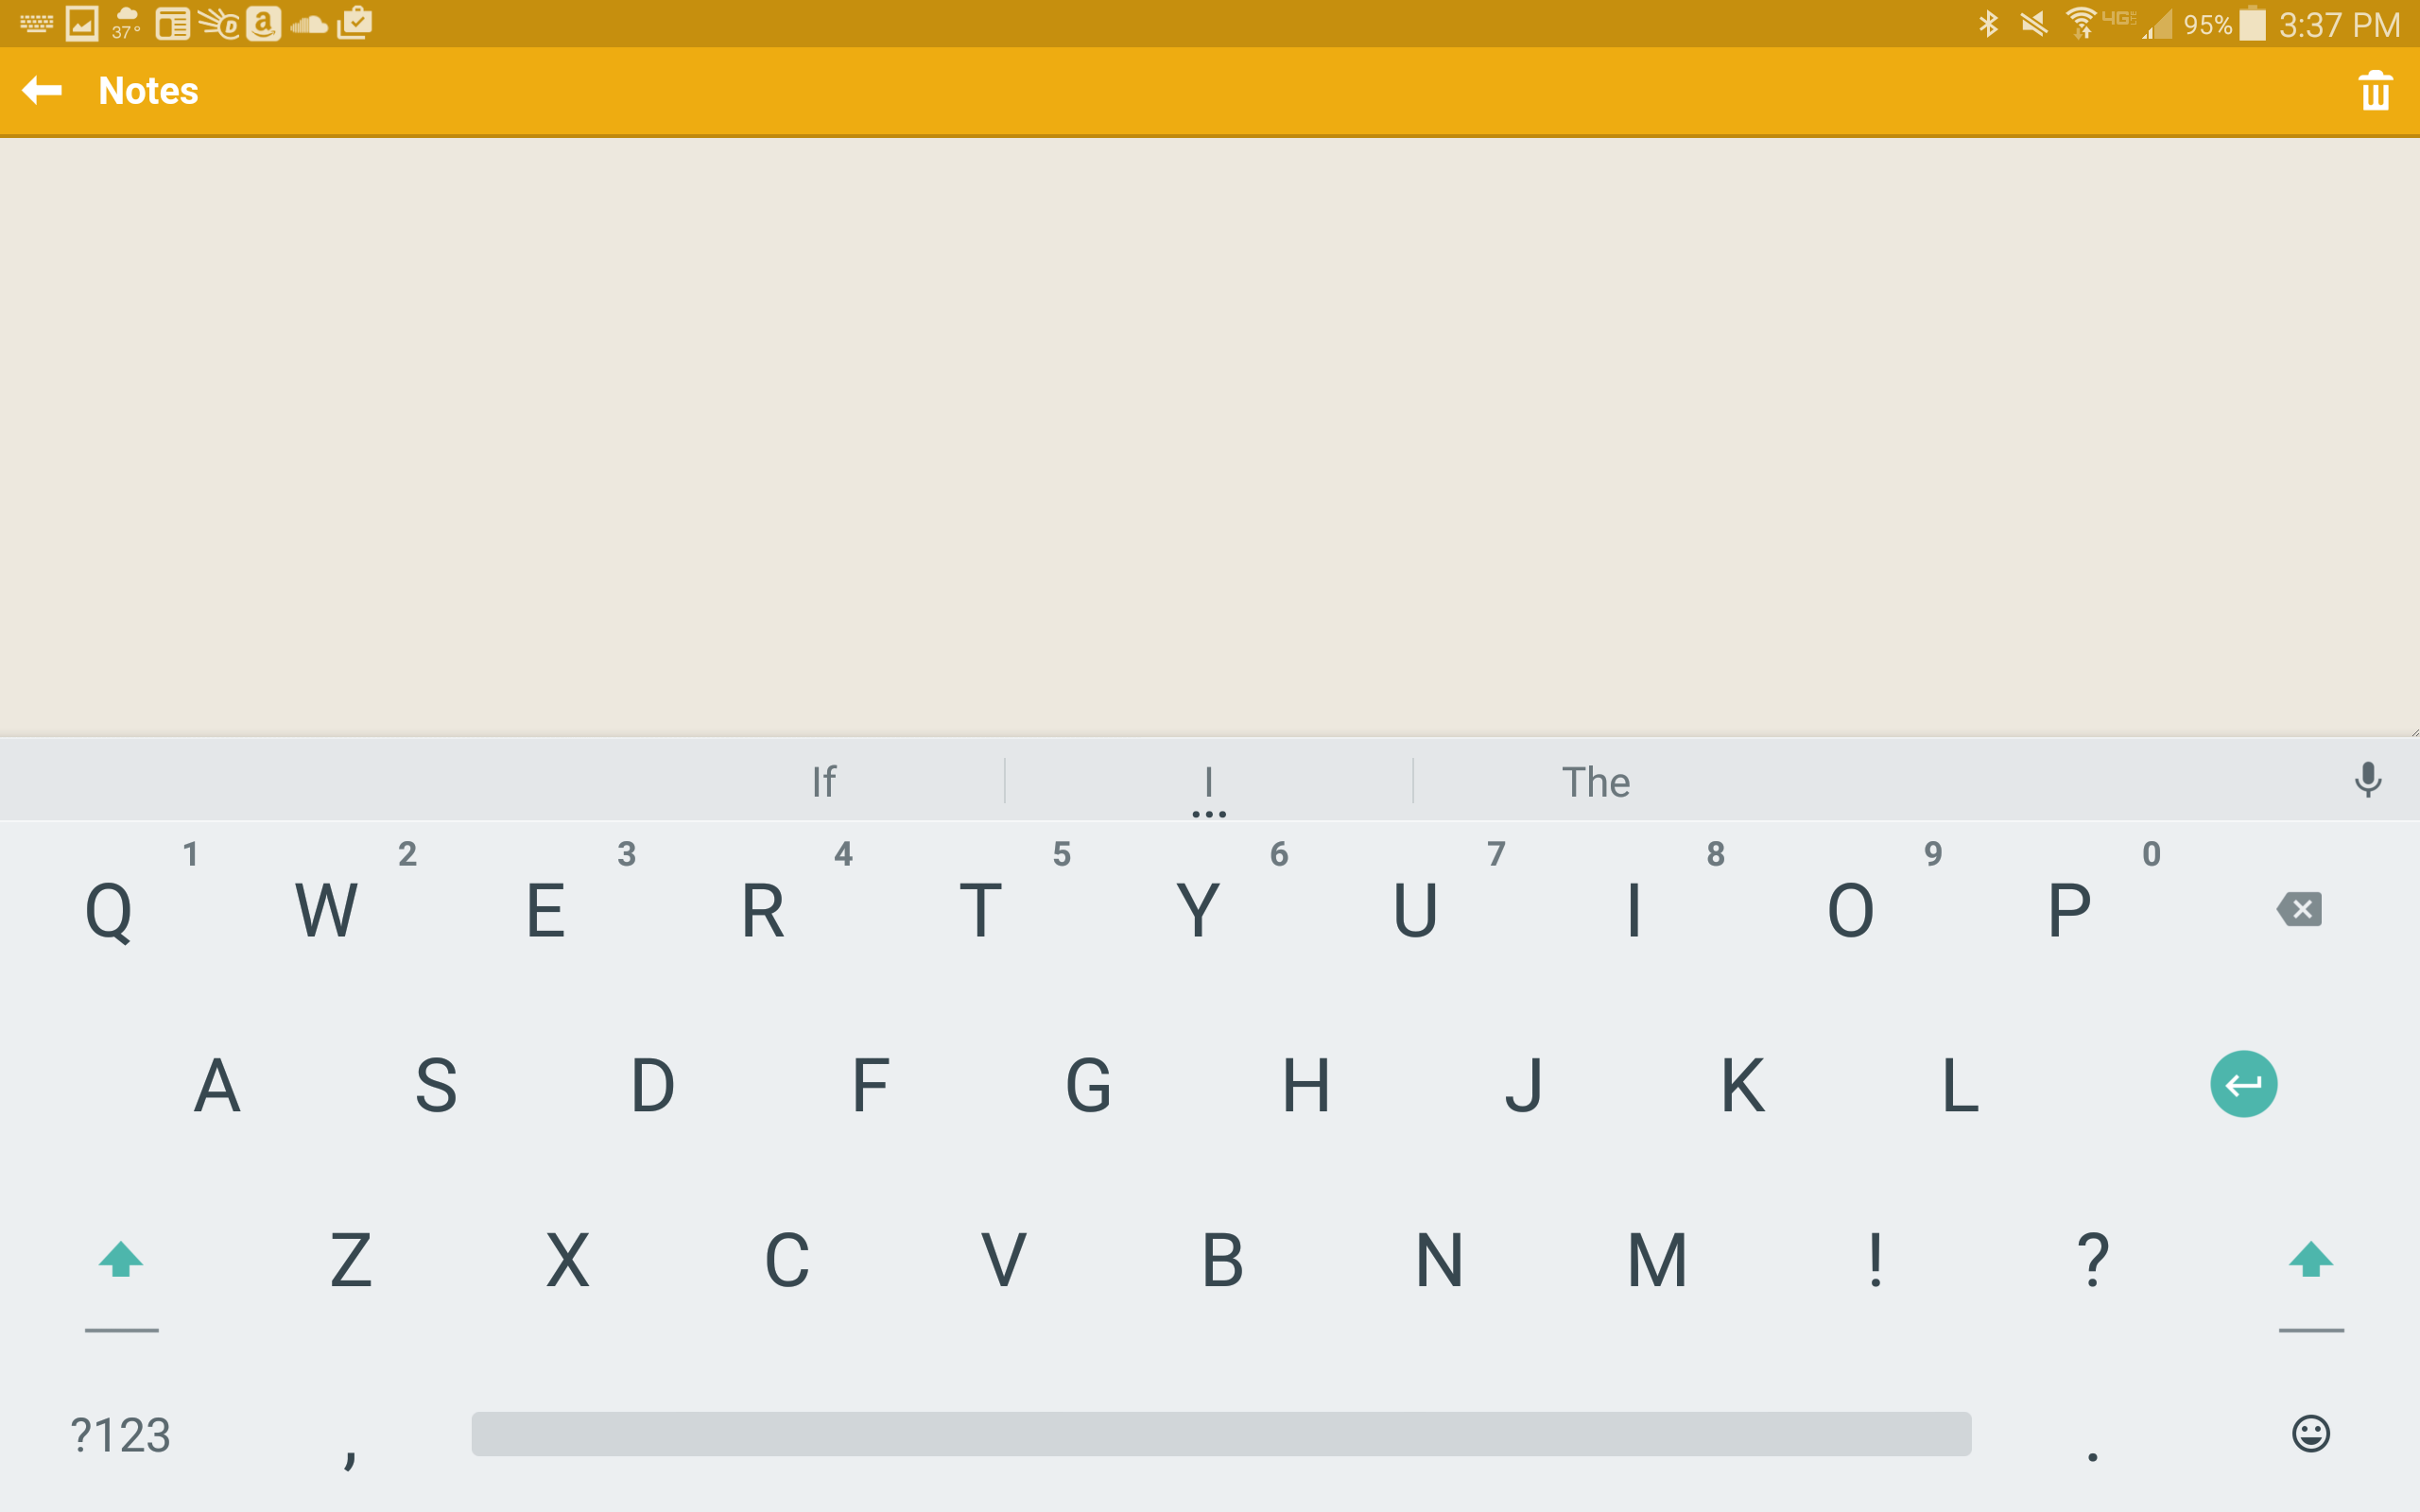 37° 4G LTE 95% 3:37 PM
Notes
If I The
1 2 3 4 5 6 7 8 9 0
Q W E R T Y U I O P
A S D F G H J K L
Z X C V B N M ! ?
?123 , .